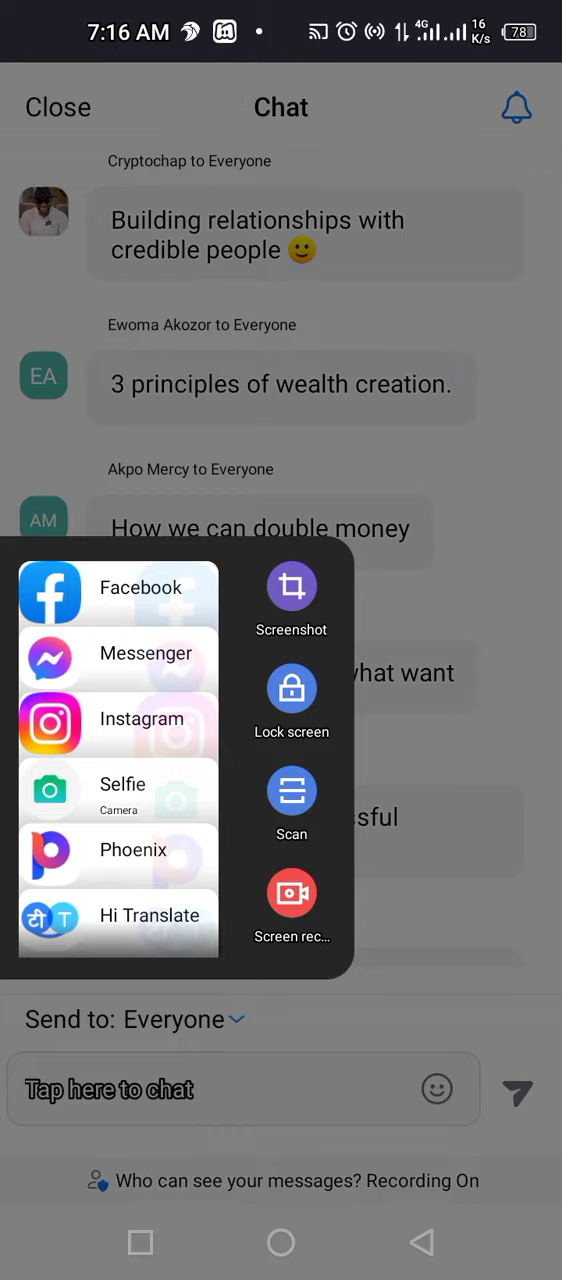 7:16 AM
4G
16
K/s
78
Close
Chat
Cryptochap to Everyone
Building relationships with
credible people 🙂
Ewoma Akozor to Everyone
EA
3 principles of wealth creation.
Akpo Mercy to Everyone
AM
How we can double money
Facebook
Messenger
Instagram
Selfie
Camera
Phoenix
Hi Translate
टी
T
Screenshot
Lock screen
Scan
Screen rec...
what want
sful
Send to: Everyone
Tap here to chat
Who can see your messages? Recording On